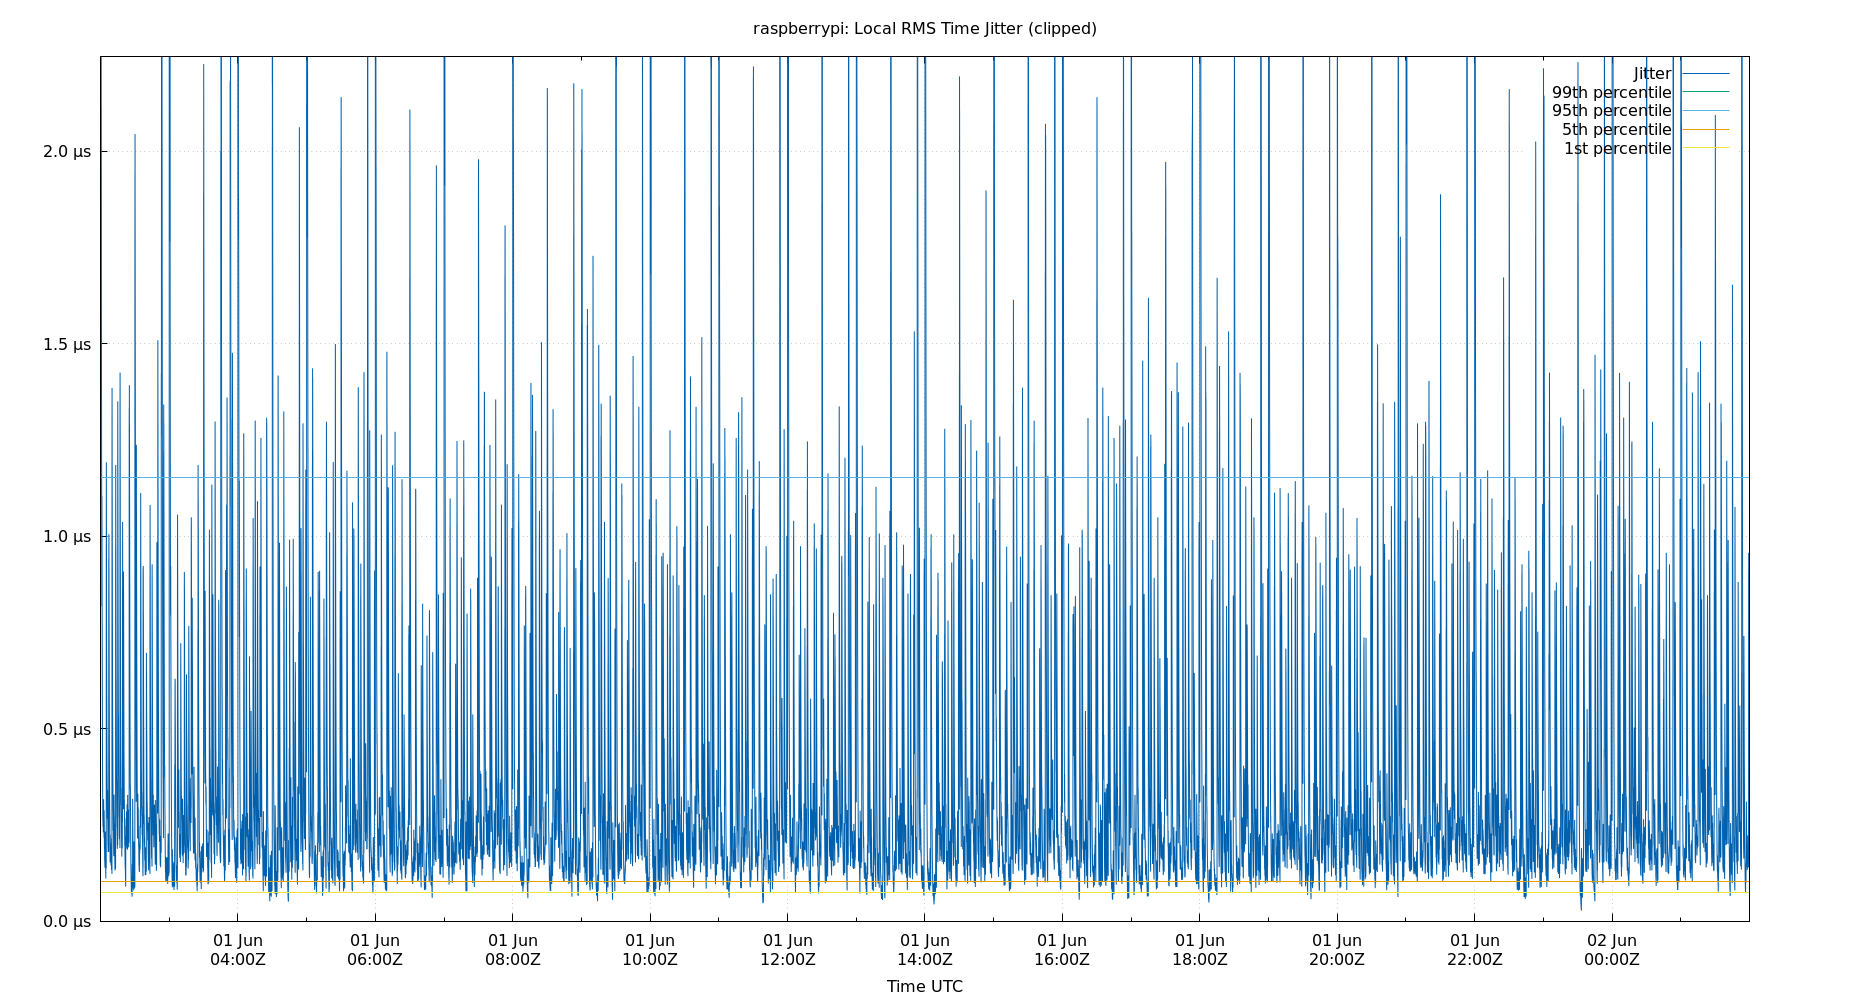 raspberrypi: Local RMS Time Jitter (clipped)
Jitter
99th percentile
95th percentile
5th percentile
1st percentile
2.0 µs
1.5 µs
1.0 µs
0.5 µs
0.0 µs
01 Jun 01 Jun 01 Jun 01 Jun 01 Jun 01 Jun 01 Jun 01 Jun 01 Jun 01 Jun 02 Jun
04:00Z 06:00Z 08:00Z 10:00Z 12:00Z 14:00Z 16:00Z 18:00Z 20:00Z 22:00Z 00:00Z
Time UTC